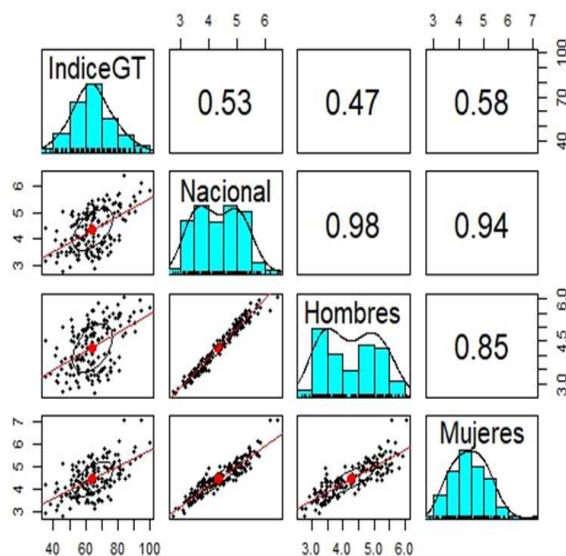 3 4 5 6 3 4 5 6 7
IndiceGT 0.53 0.47 0.58
40 70 100
Nacional 0.98 0.94
3 4 5 6
Hombres 0.85
3.0 4.5 6.0
Mujeres
3 4 5 6 7
40 60 80 100 3.0 4.0 5.0 6.0